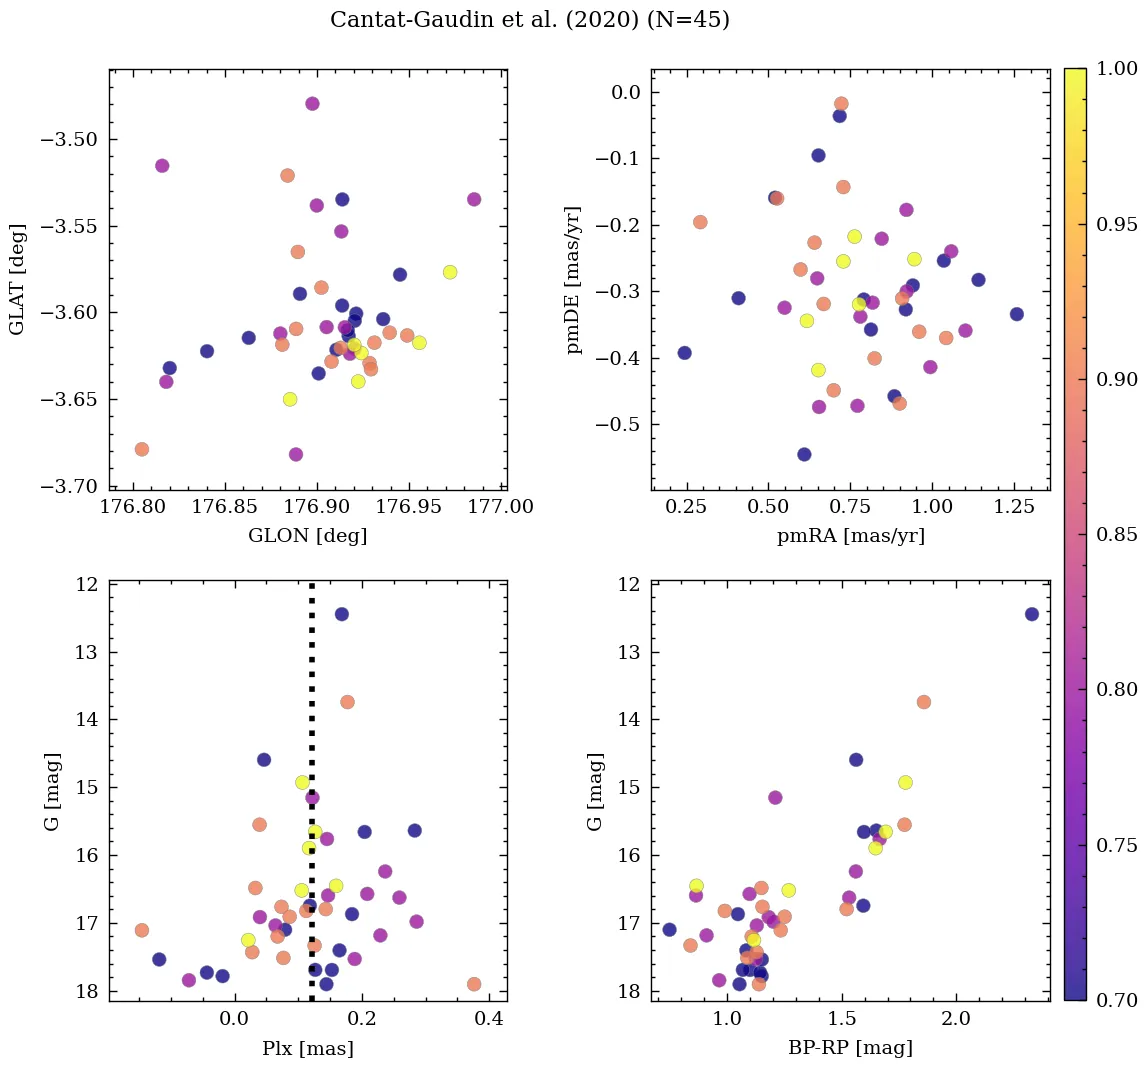 Cantat-Gaudin et al. (2020) (N=45)
−3.50
−3.55
−3.60
−3.65
−3.70
GLAT [deg]
176.80 176.85 176.90 176.95 177.00
GLON [deg]
0.0
−0.1
−0.2
−0.3
−0.4
−0.5
pmDE [mas/yr]
0.25 0.50 0.75 1.00 1.25
pmRA [mas/yr]
12
13
14
15
16
17
18
G [mag]
0.0 0.2 0.4
Plx [mas]
12
13
14
15
16
17
18
G [mag]
1.0 1.5 2.0
BP-RP [mag]
1.00
0.95
0.90
0.85
0.80
0.75
0.70